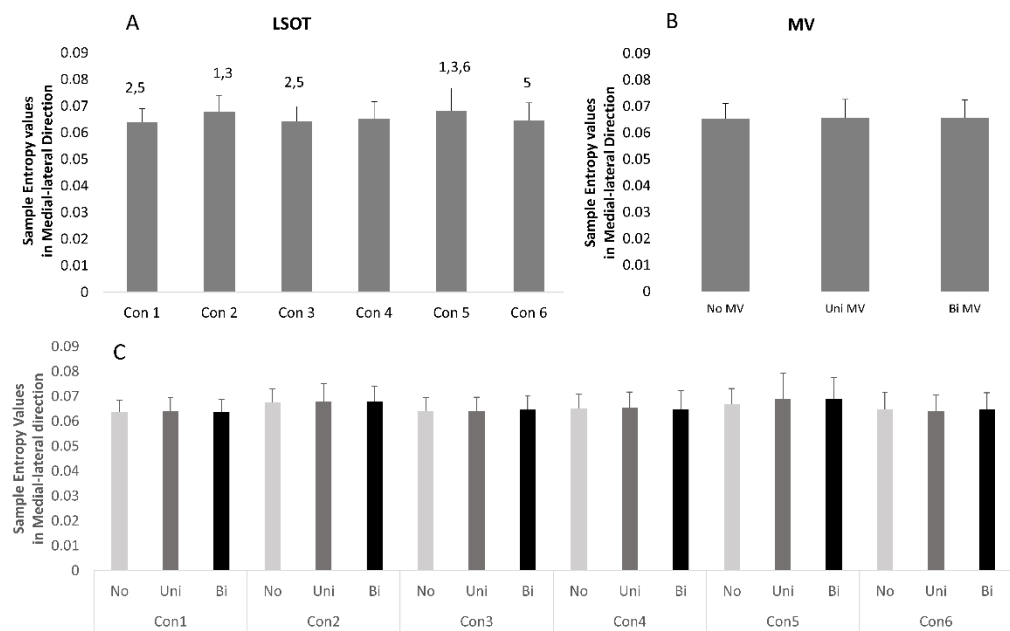 A
LSOT
Sample Entropy values
in Medial-lateral Direction
0.09
0.08
0.07
0.06
0.05
0.04
0.03
0.02
0.01
0
2,5
1,3
2,5
1,3,6
5
Con 1 Con 2 Con 3 Con 4 Con 5 Con 6
B
MV
Sample Entropy values
in Medial-lateral Direction
0.09
0.08
0.07
0.06
0.05
0.04
0.03
0.02
0.01
0
No MV Uni MV Bi MV
C
Sample Entropy Values
in Medial-lateral direction
0.09
0.08
0.07
0.06
0.05
0.04
0.03
0.02
0.01
0
No Uni Bi No Uni Bi No Uni Bi No Uni Bi No Uni Bi No Uni Bi
Con1 Con2 Con3 Con4 Con5 Con6